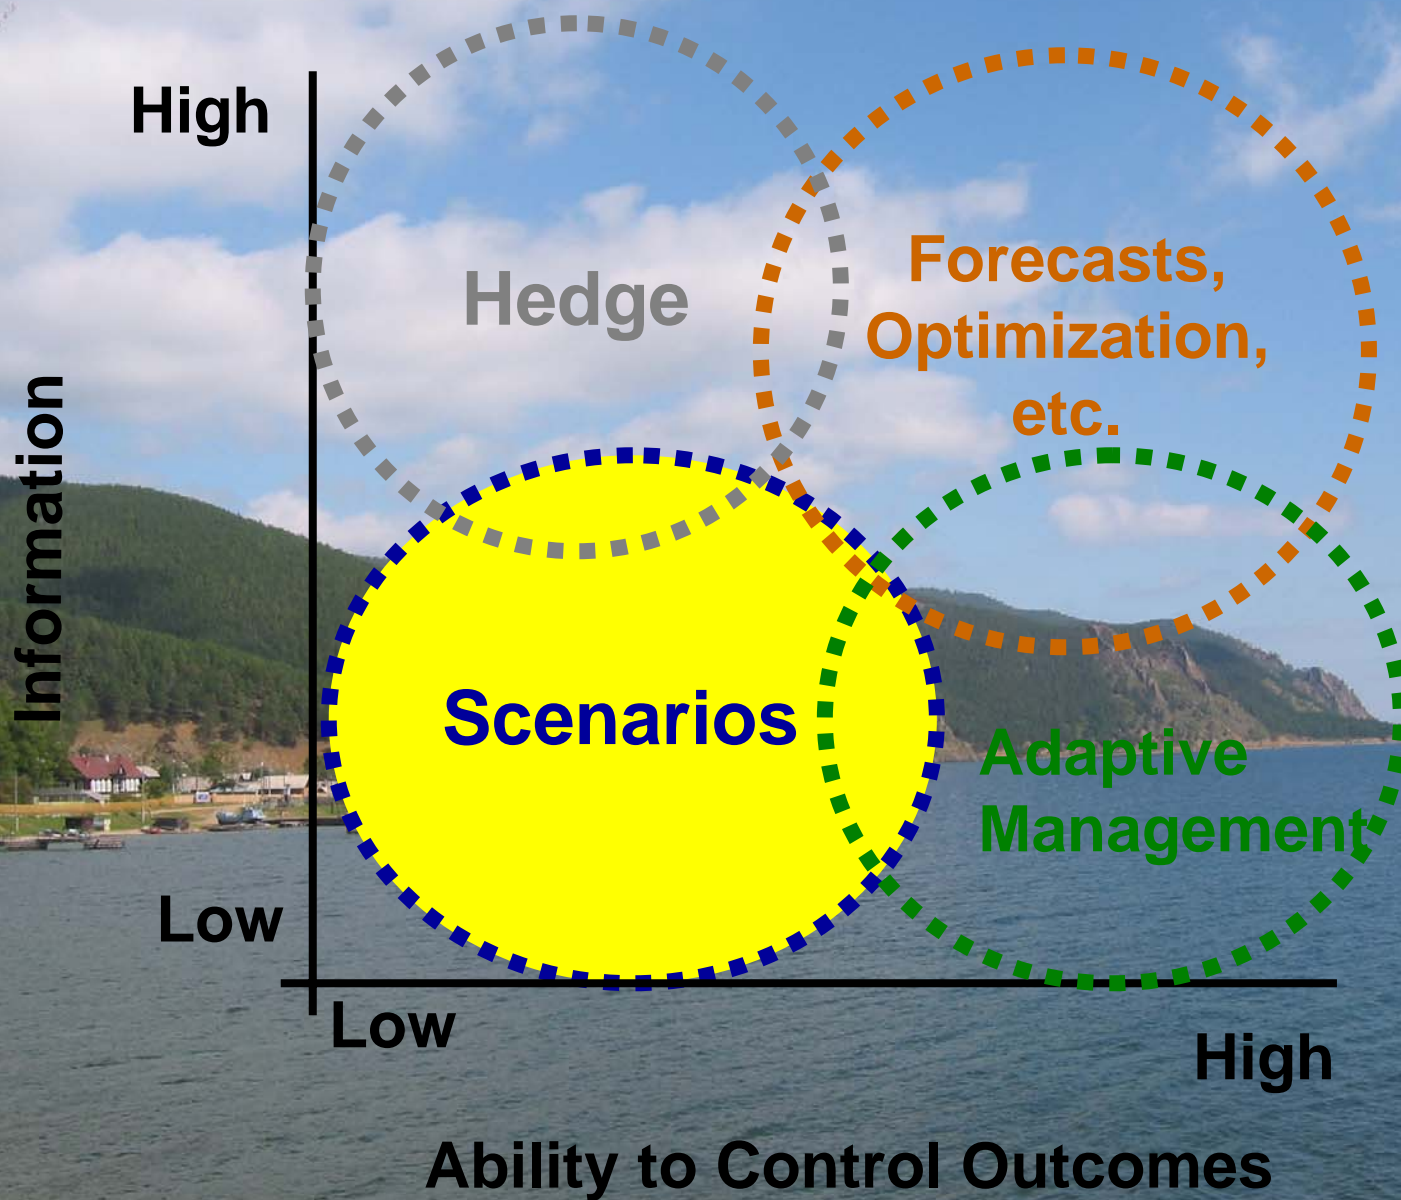 High
Hedge
Forecasts,
Optimization,
etc.
Information
Scenarios
Adaptive
Management
Low
Low
High
Ability to Control Outcomes